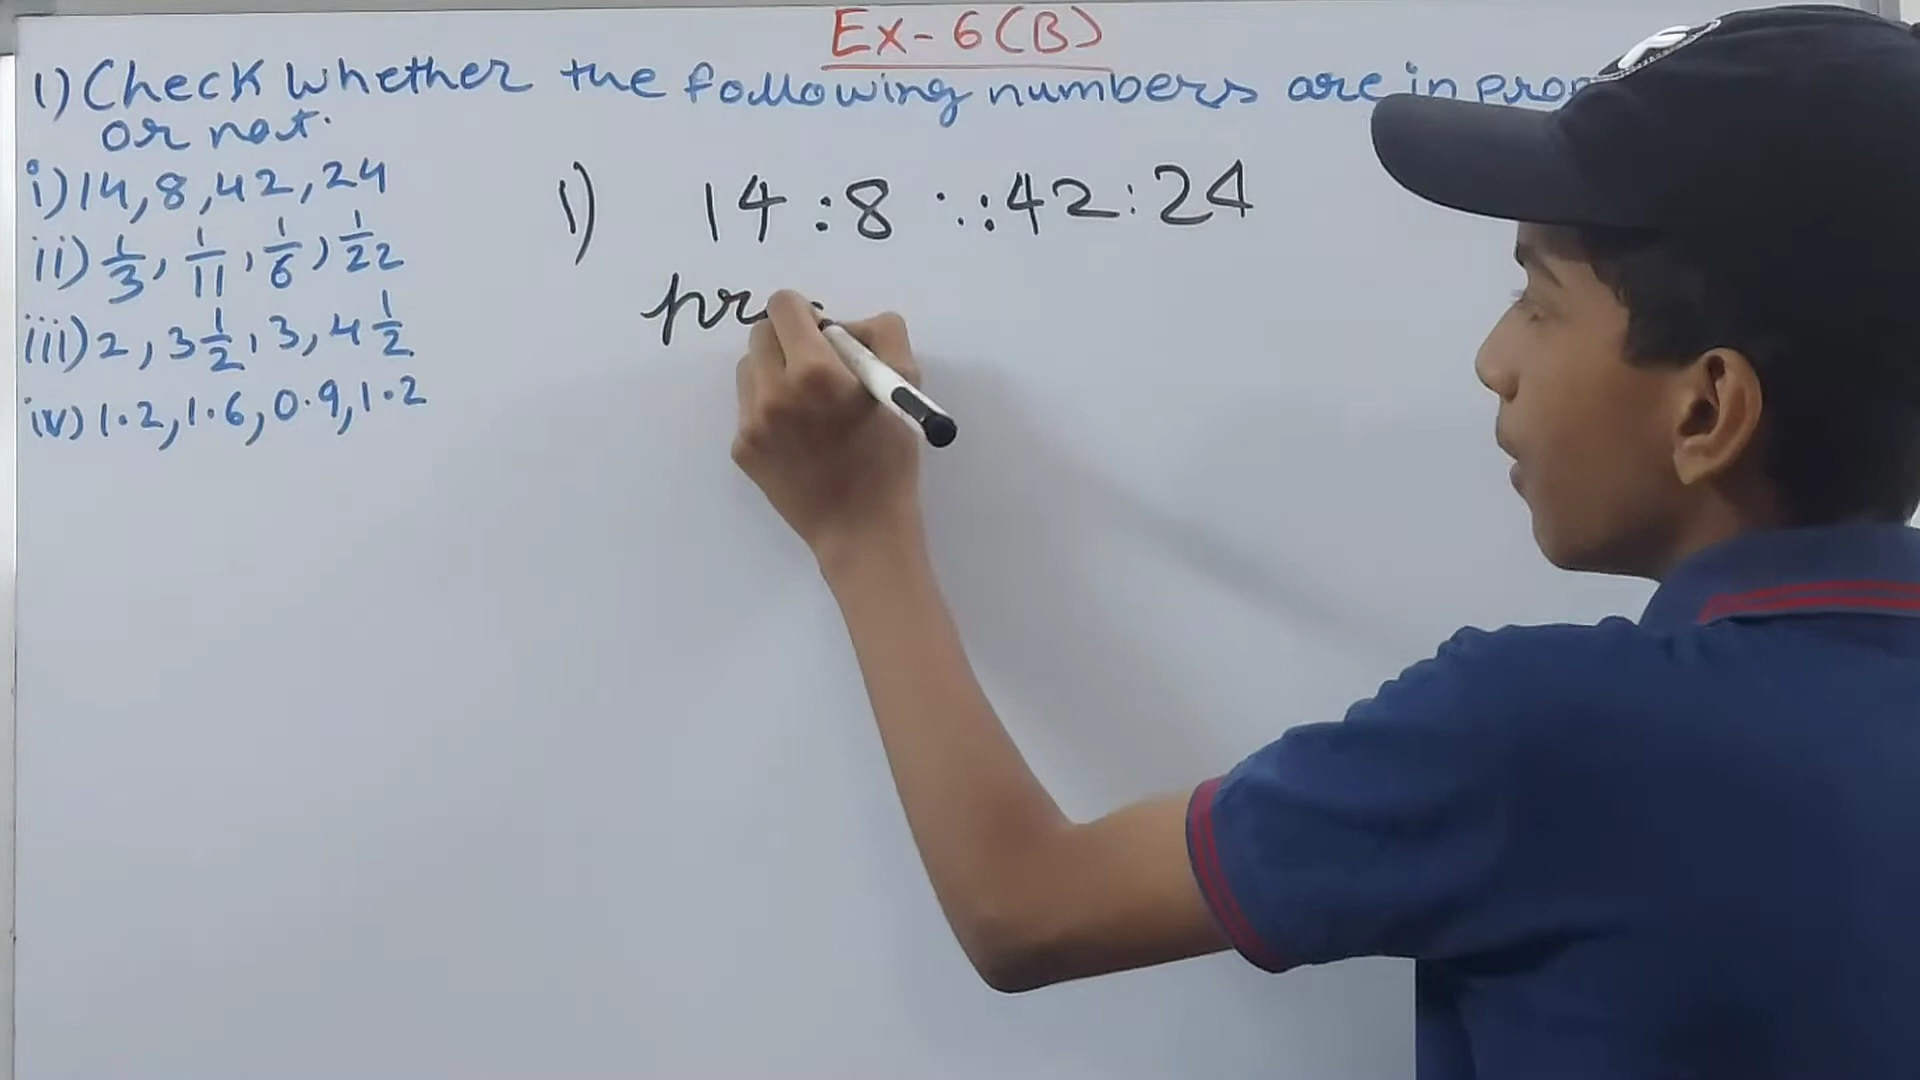 Ex-6(B)
1) Check whether the following numbers are in
or not.
i) 14, 8, 42, 24
ii) 1/3, 1/11, 1/6, 1/22
iii) 2, 3 1/2, 3, 4 1/2
iv) 1.2, 1.6, 0.9, 1.2
1) 14 : 8 :: 42 : 24